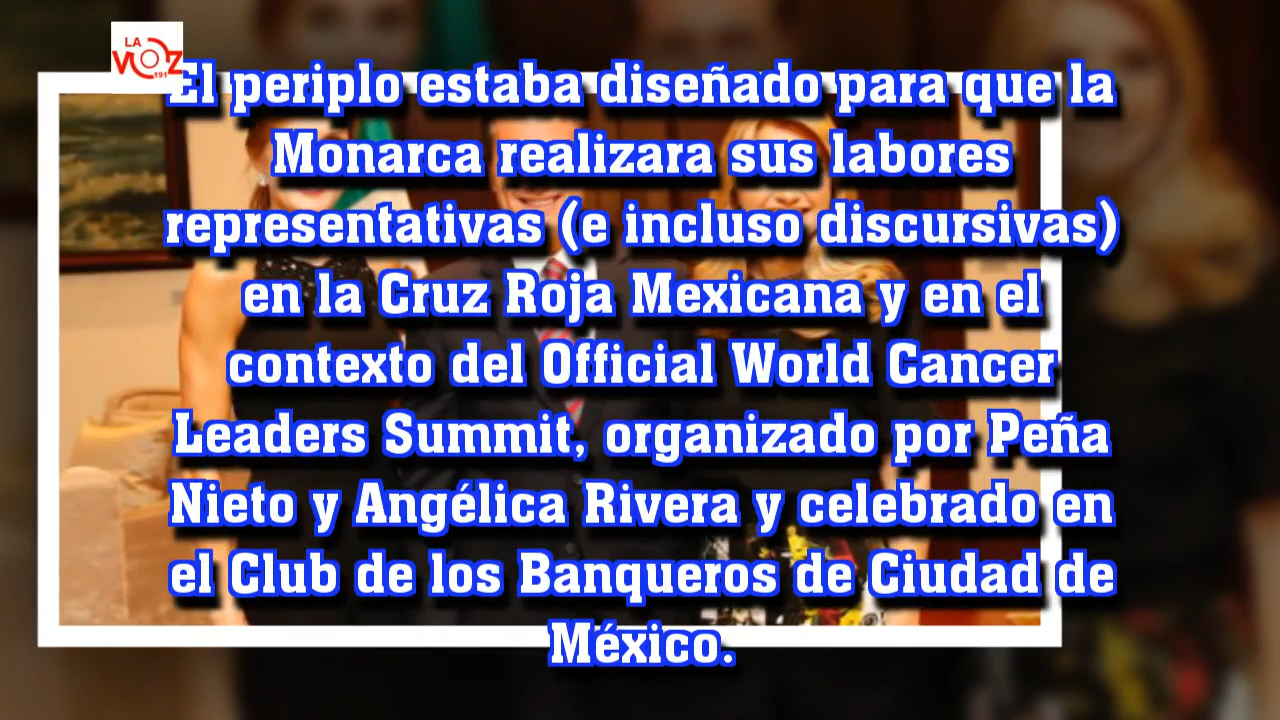 LA
VOZ
191
El periplo estaba diseñado para que la
Monarca realizara sus labores
representativas (e incluso discursivas)
en la Cruz Roja Mexicana y en el
contexto del Official World Cancer
Leaders Summit, organizado por Peña
Nieto y Angélica Rivera y celebrado en
el Club de los Banqueros de Ciudad de
México.